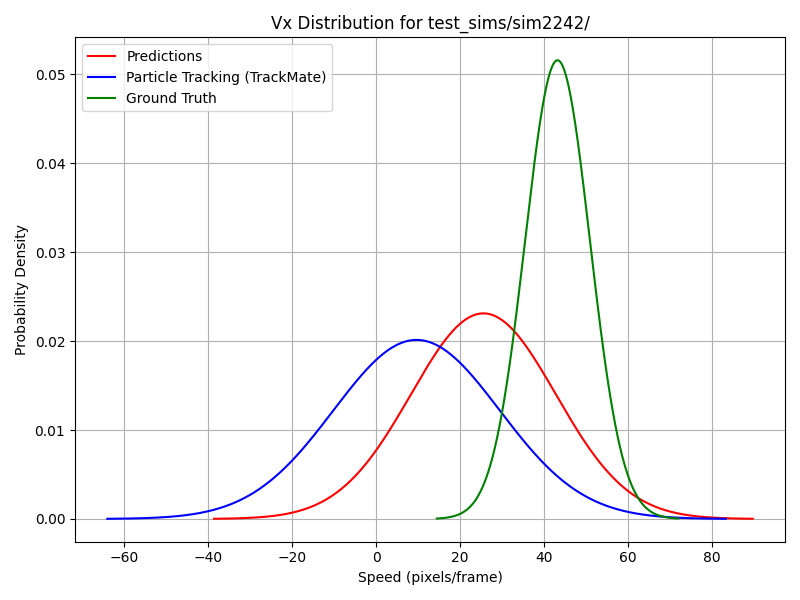 Vx Distribution for test_sims/sim2242/
Predictions
Particle Tracking (TrackMate)
Ground Truth
Probability Density
0.05
0.04
0.03
0.02
0.01
0.00
−60 −40 −20 0 20 40 60 80
Speed (pixels/frame)